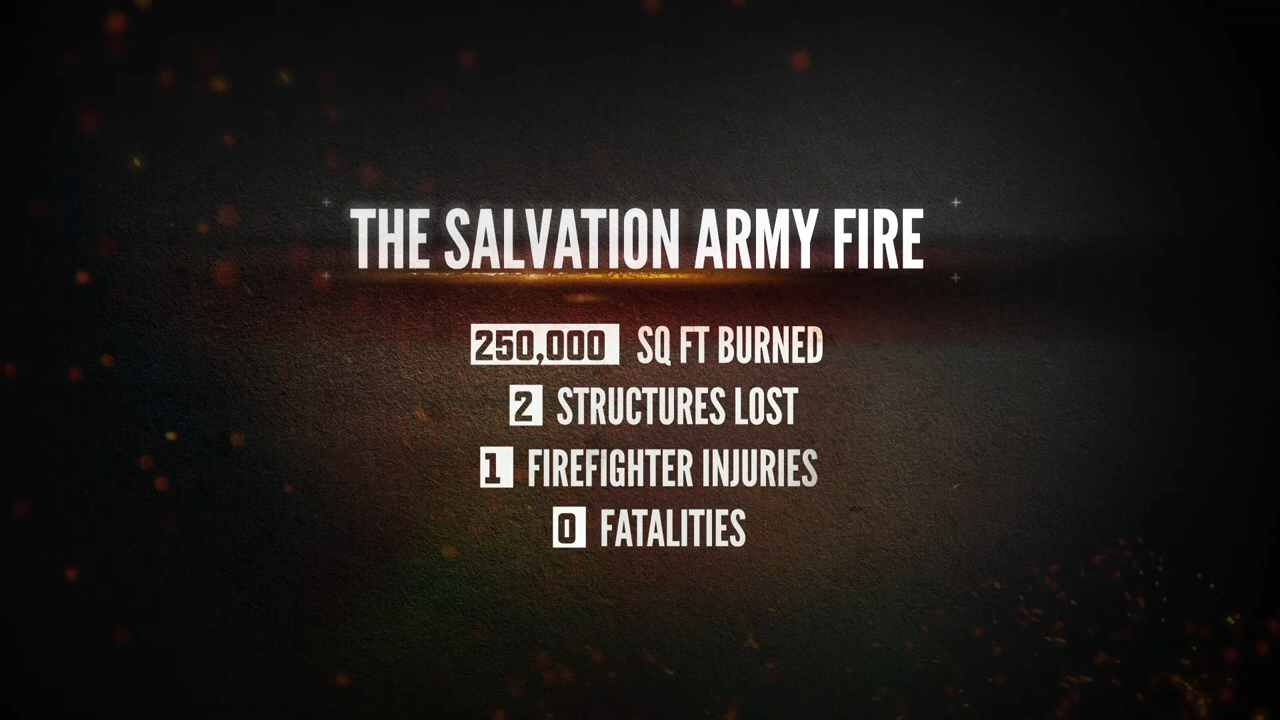 THE SALVATION ARMY FIRE
250,000 SQ FT BURNED
2 STRUCTURES LOST
1 FIREFIGHTER INJURIES
0 FATALITIES